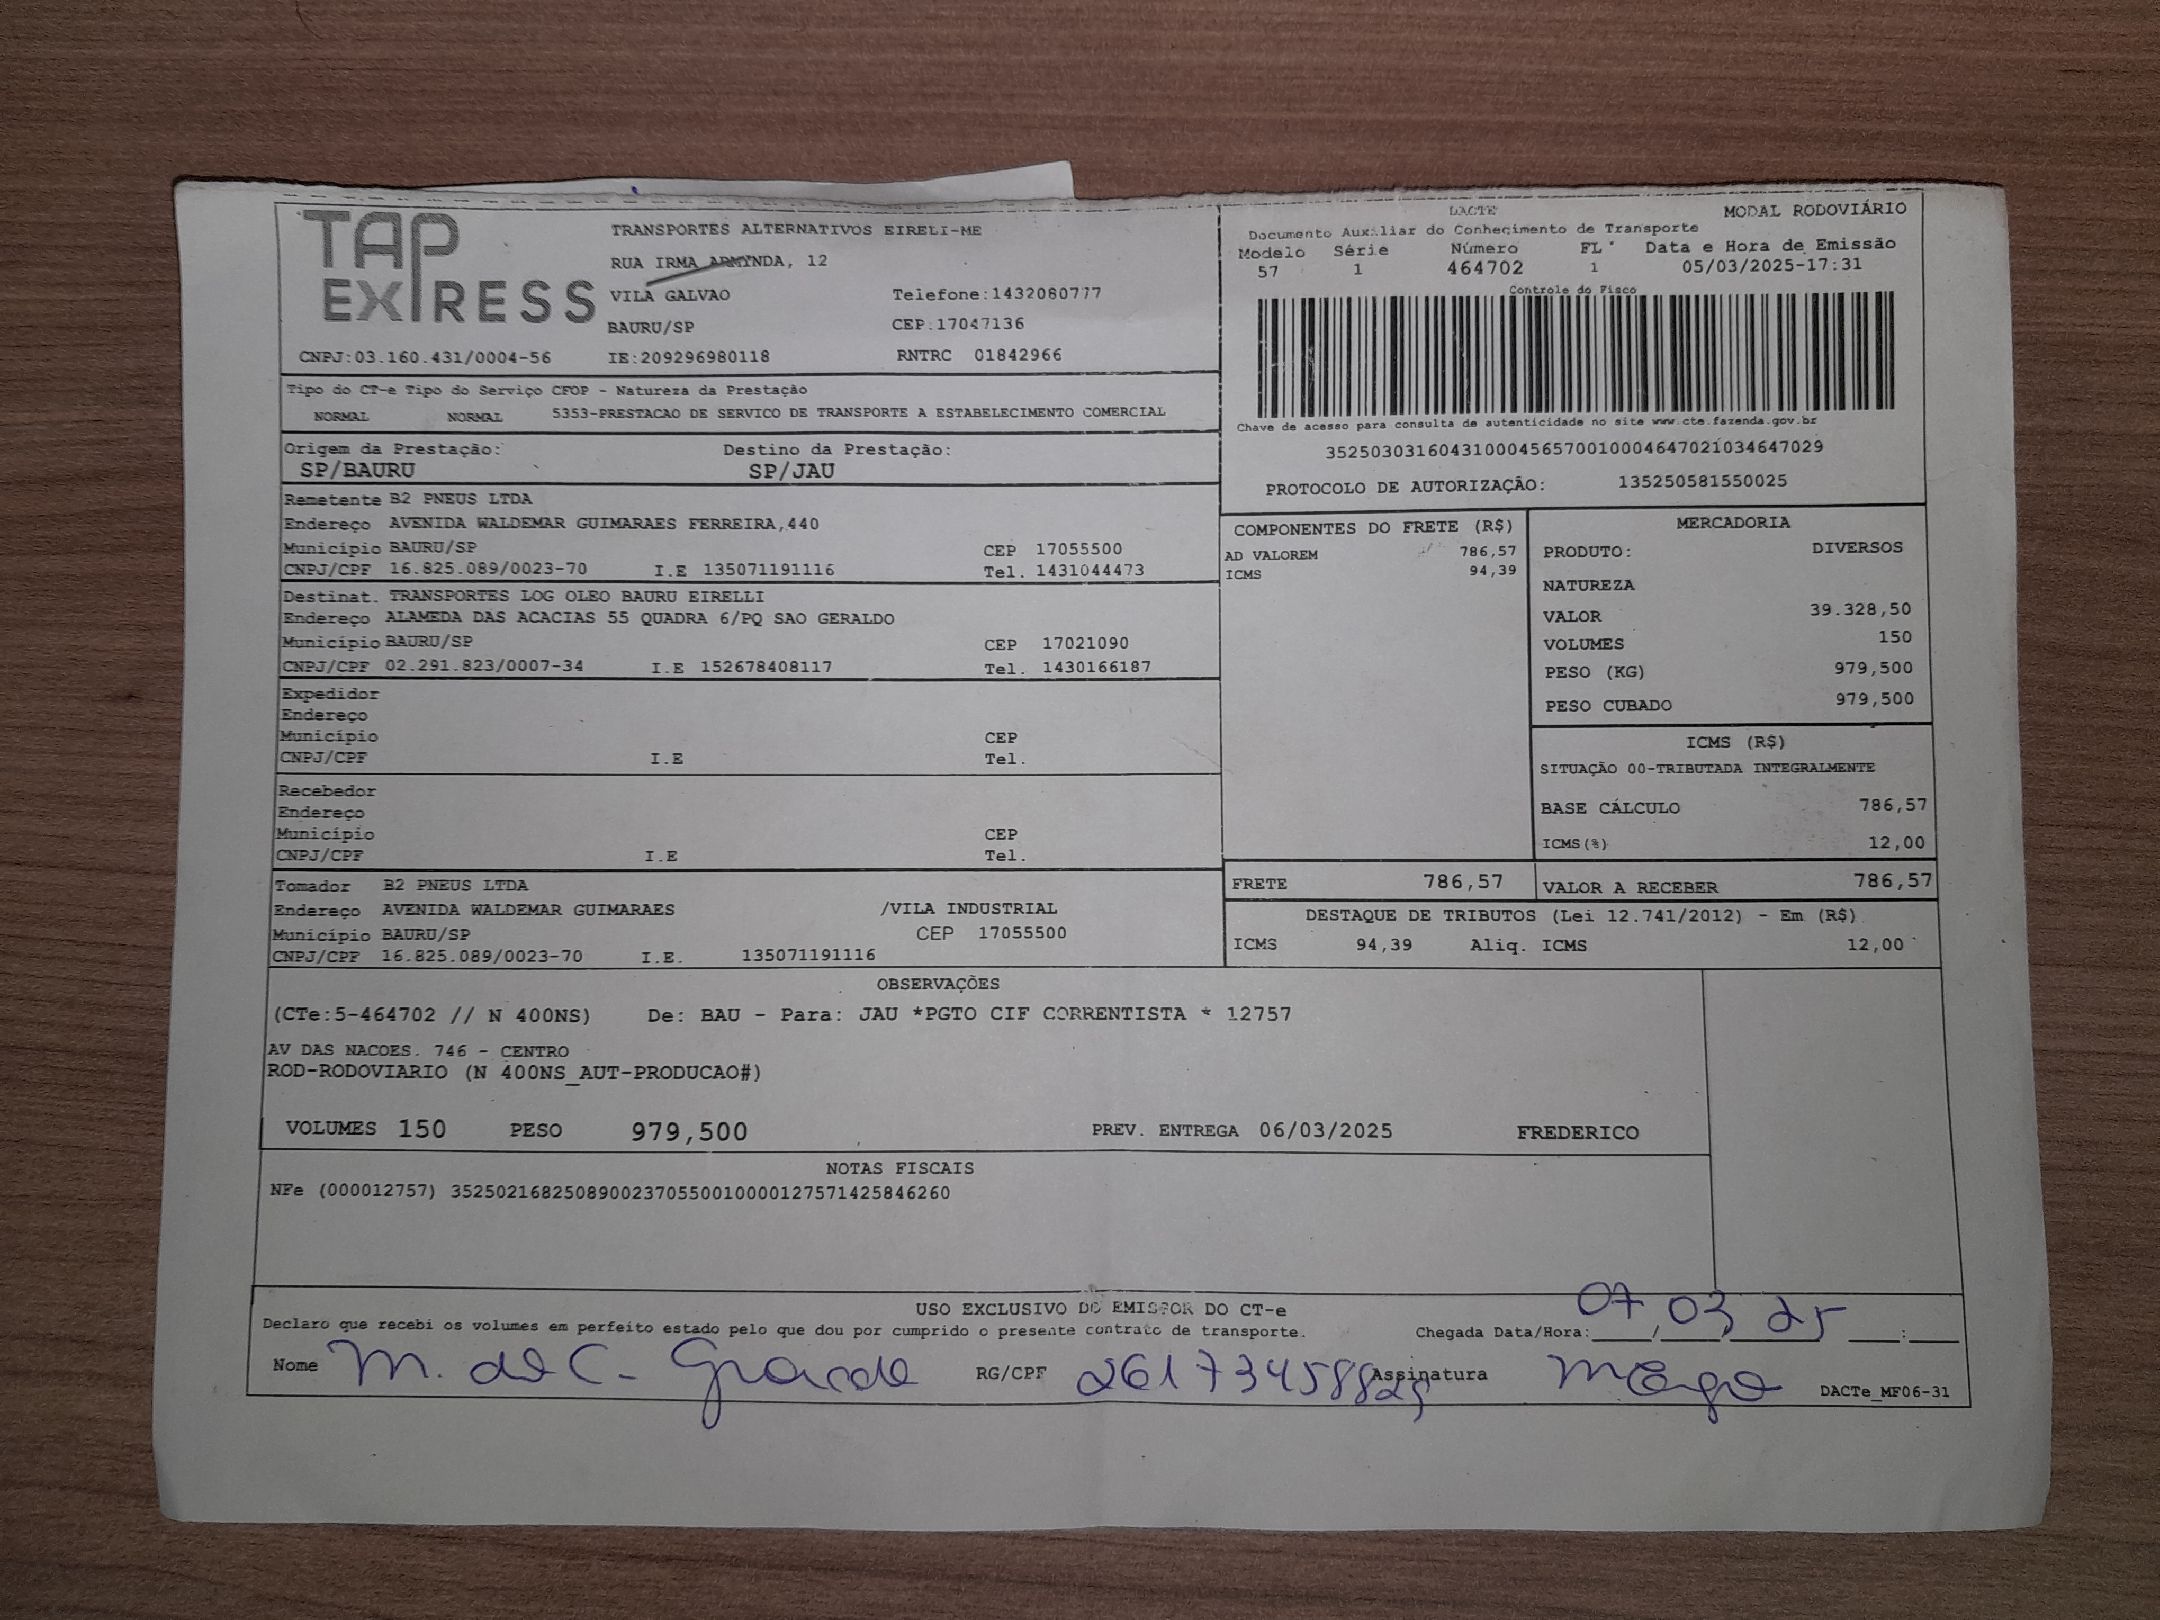 TAP EXPRESS
TRANSPORTES ALTERNATIVOS EIRELI-ME
RUA IRMA ARMYNDA, 12
VILA GALVAO Telefone:1432080777
BAURU/SP CEP.17047136
CNPJ:03.160.431/0004-56 IE:209296980118 RNTRC 01842966
DACTE MODAL RODOVIÁRIO
Documento Auxiliar do Conhecimento de Transporte
Modelo Série Número FL° Data e Hora de Emissão
57 1 464702 1 05/03/2025-17:31
Controle do Fisco
Chave de acesso para consulta de autenticidade no site www.cte.fazenda.gov.br
35250303160431000456570010004647021034647029
PROTOCOLO DE AUTORIZAÇÃO: 135250581550025
Tipo do CT-e Tipo do Serviço CFOP - Natureza da Prestação
NORMAL NORMAL 5353-PRESTACAO DE SERVICO DE TRANSPORTE A ESTABELECIMENTO COMERCIAL
Origem da Prestação: Destino da Prestação:
SP/BAURU SP/JAU
Remetente B2 PNEUS LTDA
Endereço AVENIDA WALDEMAR GUIMARAES FERREIRA,440
Município BAURU/SP CEP 17055500
CNPJ/CPF 16.825.089/0023-70 I.E 135071191116 Tel. 1431044473
Destinat. TRANSPORTES LOG OLEO BAURU EIRELLI
Endereço ALAMEDA DAS ACACIAS 55 QUADRA 6/PQ SAO GERALDO
Município BAURU/SP CEP 17021090
CNPJ/CPF 02.291.823/0007-34 I.E 152678408117 Tel. 1430166187
Expedidor
Endereço
Município CEP
CNPJ/CPF I.E Tel.
Recebedor
Endereço
Município CEP
CNPJ/CPF I.E Tel.
Tomador B2 PNEUS LTDA
Endereço AVENIDA WALDEMAR GUIMARAES /VILA INDUSTRIAL
Município BAURU/SP CEP 17055500
CNPJ/CPF 16.825.089/0023-70 I.E. 135071191116
COMPONENTES DO FRETE (R$)
AD VALOREM 786,57
ICMS 94,39
MERCADORIA
PRODUTO: DIVERSOS
NATUREZA
VALOR 39.328,50
VOLUMES 150
PESO (KG) 979,500
PESO CUBADO 979,500
ICMS (R$)
SITUAÇÃO 00-TRIBUTADA INTEGRALMENTE
BASE CÁLCULO 786,57
ICMS(%) 12,00
FRETE 786,57 VALOR A RECEBER 786,57
DESTAQUE DE TRIBUTOS (Lei 12.741/2012) - Em (R$)
ICMS 94,39 Aliq. ICMS 12,00
OBSERVAÇÕES
(CTe:5-464702 // N 400NS) De: BAU - Para: JAU *PGTO CIF CORRENTISTA * 12757
AV DAS NACOES. 746 - CENTRO
ROD-RODOVIARIO (N 400NS_AUT-PRODUCAO#)
VOLUMES 150 PESO 979,500 PREV. ENTREGA 06/03/2025 FREDERICO
NOTAS FISCAIS
NFe (000012757) 35250216825089002370550010000127571425846260
USO EXCLUSIVO DO EMISSOR DO CT-e
Declaro que recebi os volumes em perfeito estado pelo que dou por cumprido o presente contrato de transporte. Chegada Data/Hora: 07/03/25 :
Nome M. de C. Grande RG/CPF 26173458829 Assinatura DACTe_MF06-31